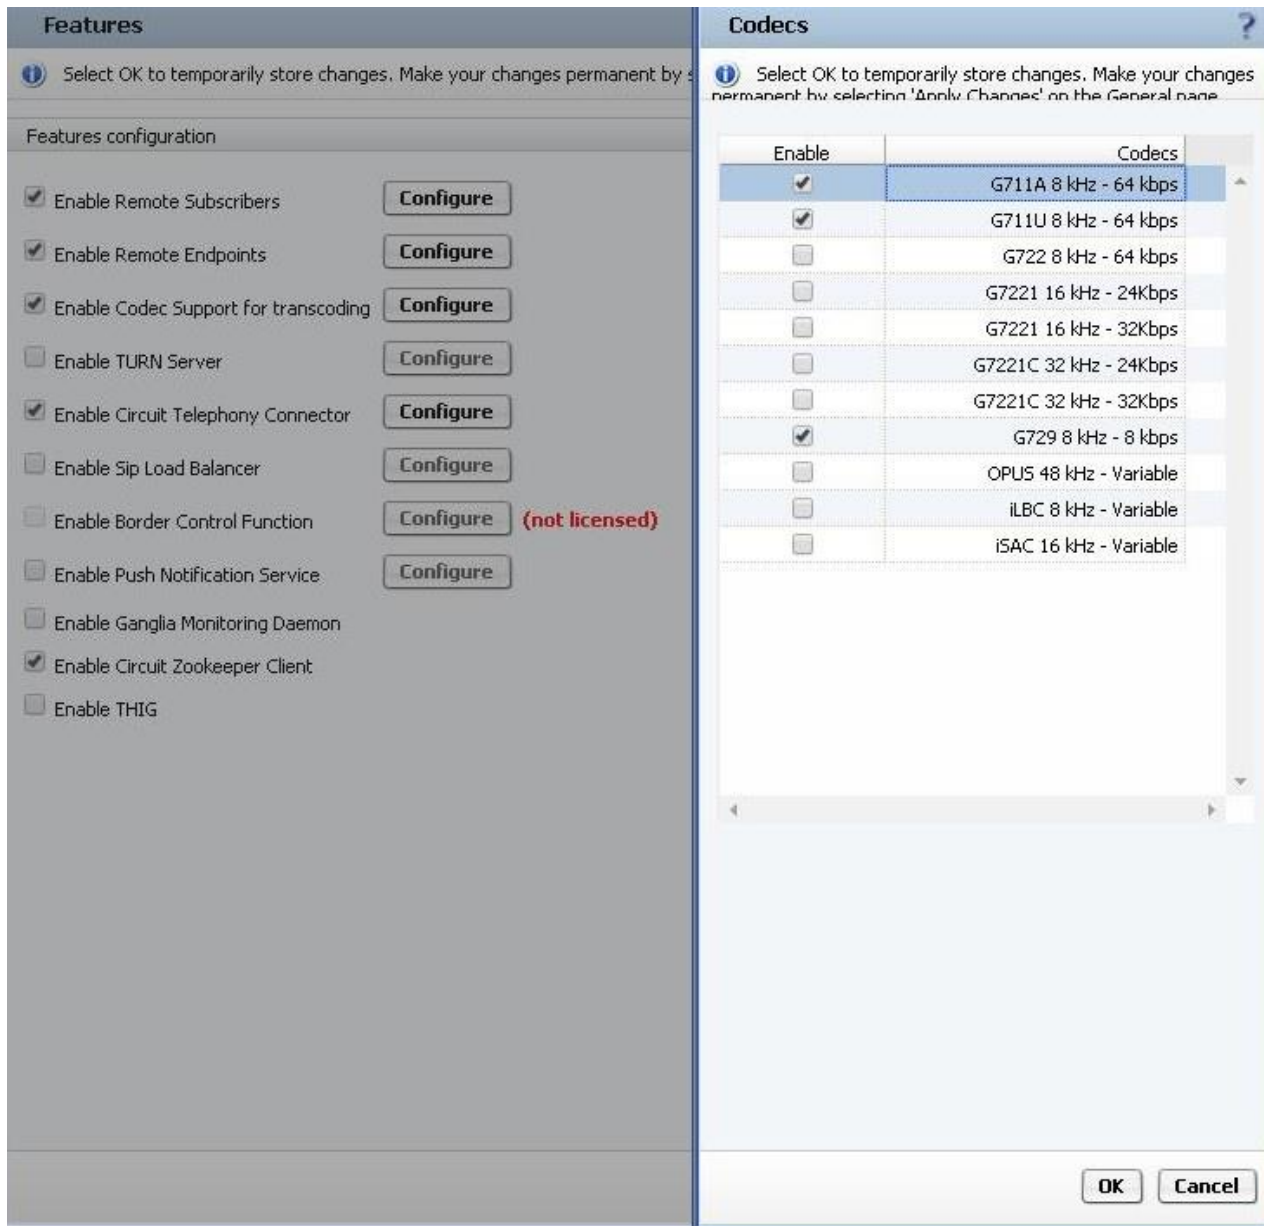 Features
Select OK to temporarily store changes. Make your changes permanent by s
Features configuration
Enable Remote Subscribers Configure
Enable Remote Endpoints Configure
Enable Codec Support for transcoding Configure
Enable TURN Server Configure
Enable Circuit Telephony Connector Configure
Enable Sip Load Balancer Configure
Enable Border Control Function Configure (not licensed)
Enable Push Notification Service Configure
Enable Ganglia Monitoring Daemon
Enable Circuit Zookeeper Client
Enable THIG
Codecs ?
Select OK to temporarily store changes. Make your changes
permanent by selecting 'Apply Changes' on the General page
Enable Codecs
G711A 8 kHz - 64 kbps
G711U 8 kHz - 64 kbps
G722 8 kHz - 64 kbps
G7221 16 kHz - 24Kbps
G7221 16 kHz - 32Kbps
G7221C 32 kHz - 24Kbps
G7221C 32 kHz - 32Kbps
G729 8 kHz - 8 kbps
OPUS 48 kHz - Variable
iLBC 8 kHz - Variable
iSAC 16 kHz - Variable
OK Cancel